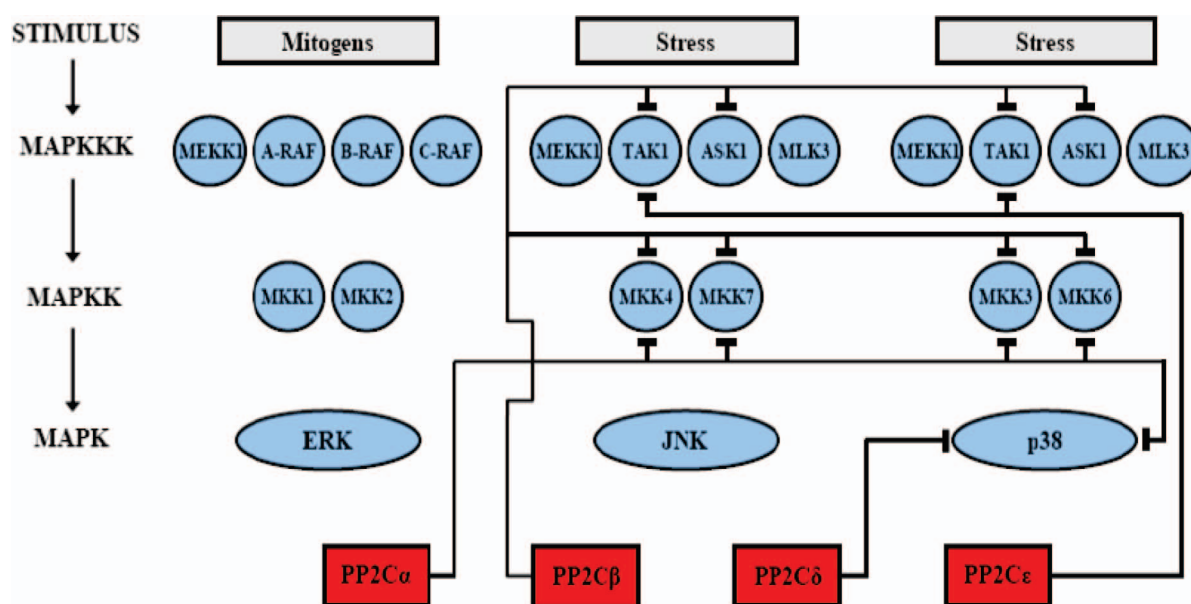 STIMULUS Mitogens Stress Stress
MAPKKK MEKK1 A-RAF B-RAF C-RAF MEKK1 TAK1 ASK1 MLK3 MEKK1 TAK1 ASK1 MLK3
MAPKK MKK1 MKK2 MKK4 MKK7 MKK3 MKK6
MAPK ERK JNK p38
PP2Cα PP2Cβ PP2Cδ PP2Cε